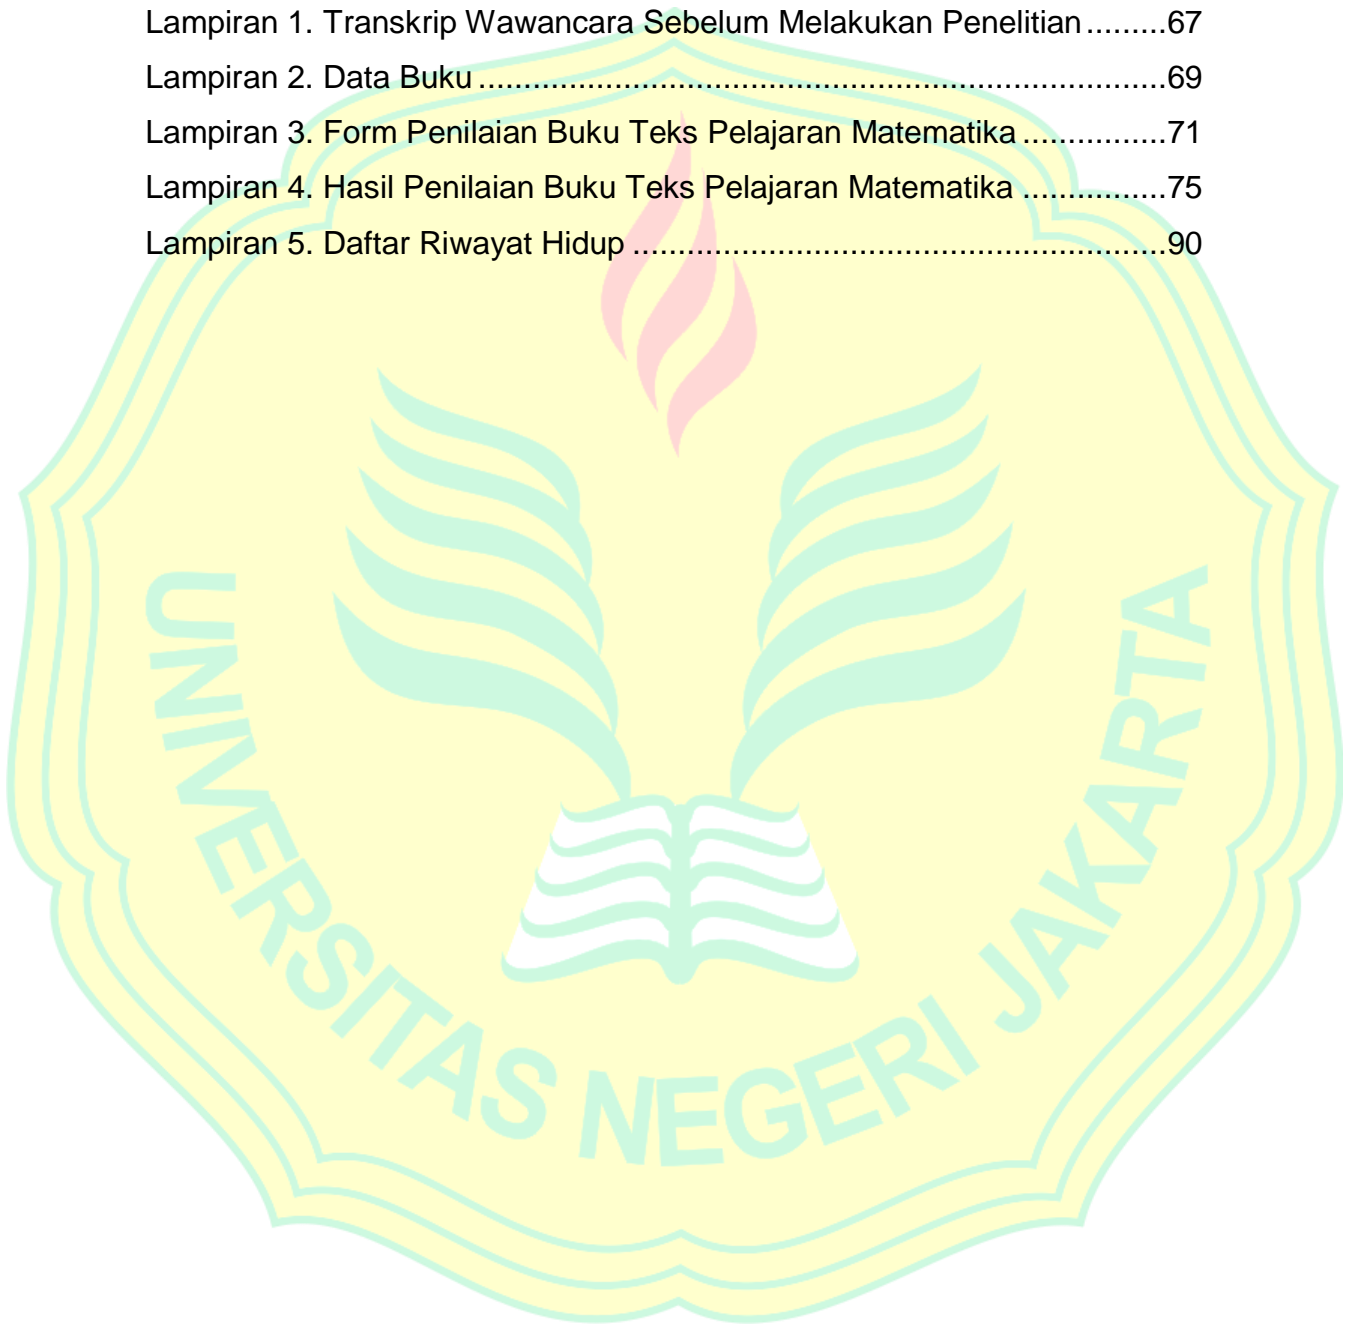 Lampiran 1. Transkrip Wawancara Sebelum Melakukan Penelitian .........67
Lampiran 2. Data Buku ............................................................................69
Lampiran 3. Form Penilaian Buku Teks Pelajaran Matematika ................71
Lampiran 4. Hasil Penilaian Buku Teks Pelajaran Matematika ................75
Lampiran 5. Daftar Riwayat Hidup ...........................................................90
UNIVERSITAS NEGERI JAKARTA